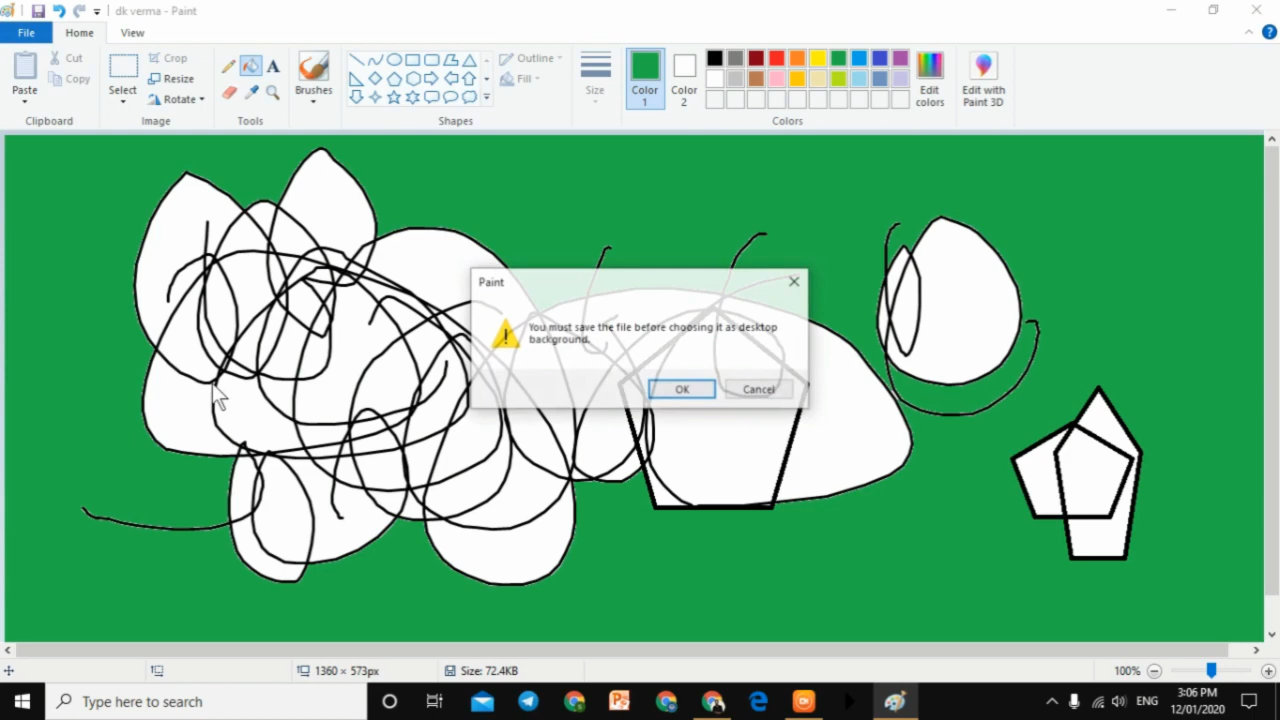 dk verma - Paint
File
Home
View
Paste
Cut
Copy
Clipboard
Select
Crop
Resize
Rotate
Image
A
Tools
Brushes
Outline
Fill
Shapes
Size
Color 1
Color 2
Edit colors
Colors
Edit with Paint 3D
Paint
You must save the file before choosing it as desktop
background.
OK
Cancel
1360 × 573px
Size: 72.4KB
100%
Type here to search
ENG
3:06 PM
12/01/2020